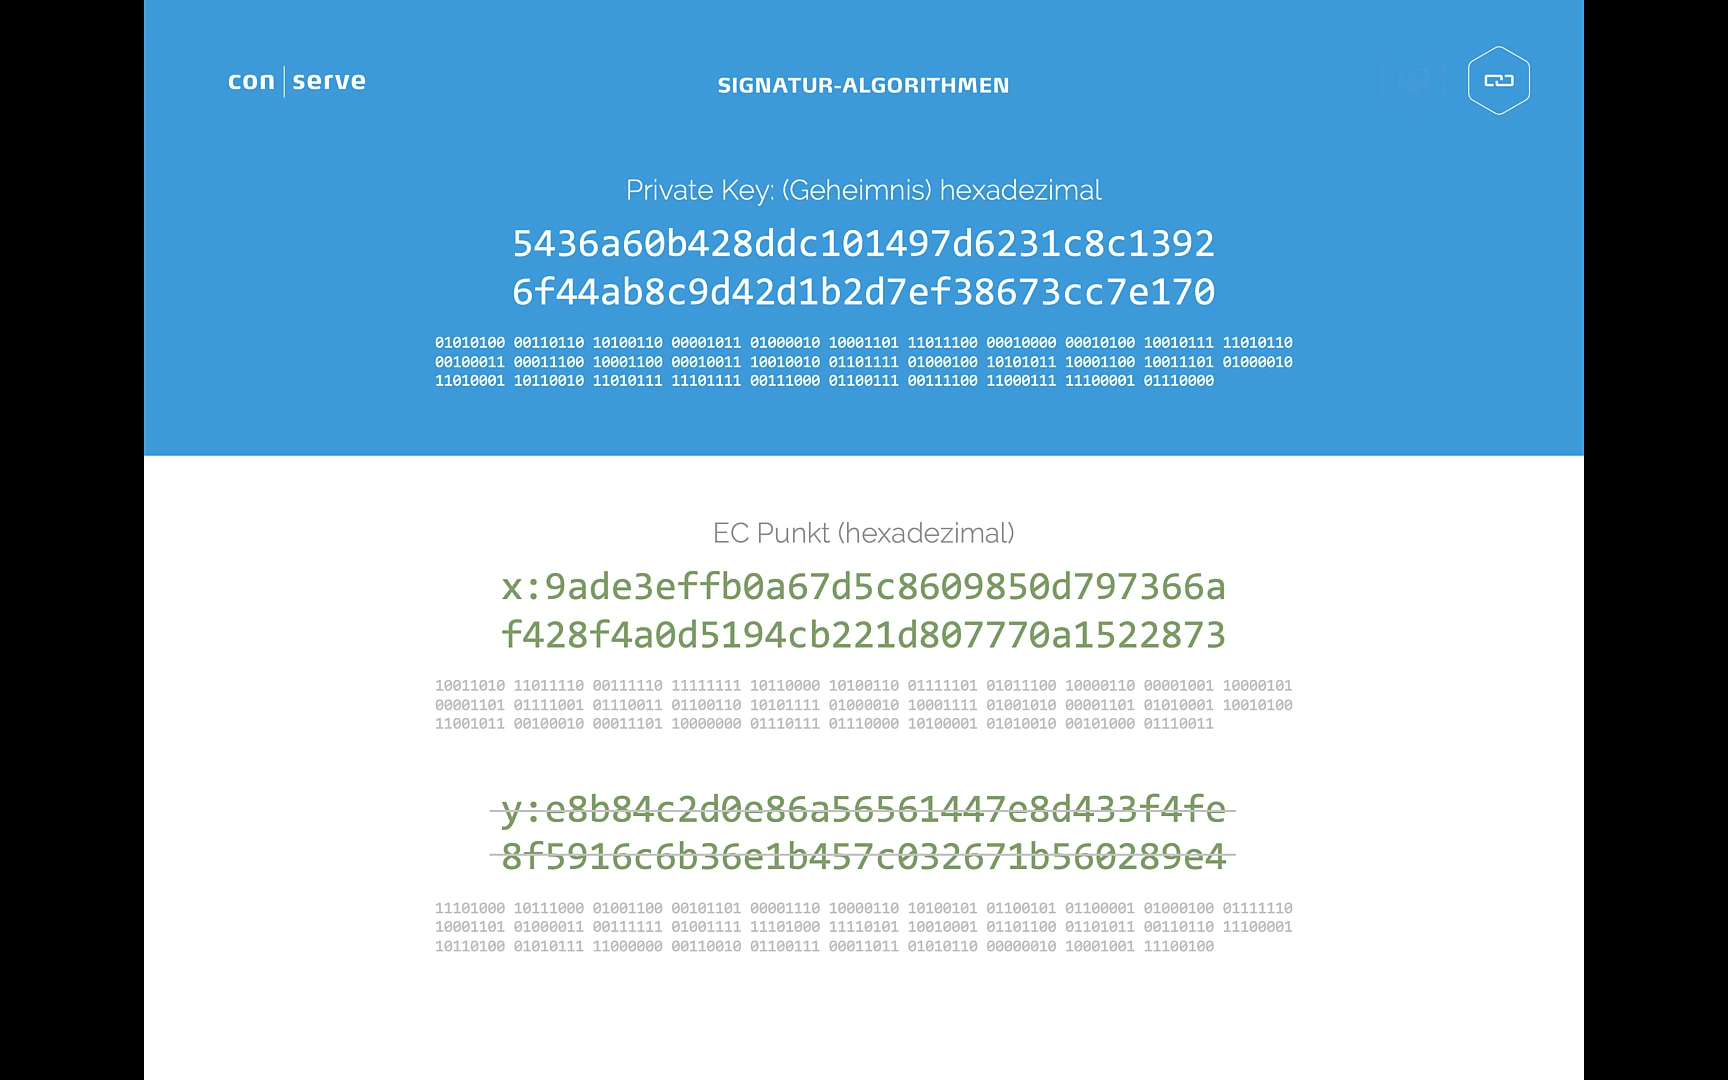 con serve
SIGNATUR-ALGORITHMEN
Private Key: (Geheimnis) hexadezimal
5436a60b428ddc101497d6231c8c1392
6f44ab8c9d42d1b2d7ef38673cc7e170
01010100 00110110 10100110 00001011 01000010 10001101 11011100 00010000 00010100 10010111 11010110
00100011 00011100 10001100 00010011 10010010 01101111 01000100 10101011 10001100 10011101 01000010
11010001 10110010 11010111 11101111 00111000 01100111 00111100 11000111 11100001 01110000
EC Punkt (hexadezimal)
x:9ade3effb0a67d5c8609850d797366a
f428f4a0d5194cb221d807770a1522873
10011010 11011110 00111110 11111111 10110000 10100110 01111101 01011100 10000110 00001001 10000101
00001101 01111001 01110011 01100110 10101111 01000010 10001111 01001010 00001101 01010001 10010100
11001011 00100010 00011101 10000000 01110111 01110000 10100001 01010010 00101000 01110011
y:e8b84c2d0e86a56561447e8d433f4fe
8f5916c6b36e1b457c032671b560289e4
11101000 10111000 01001100 00101101 00001110 10000110 10100101 01100101 01100001 01000100 01111110
10001101 01000011 00111111 01001111 11101000 11110101 10010001 01101100 01101011 00110110 11100001
10110100 01010111 11000000 00110010 01100111 00011011 01010110 00000010 10001001 11100100